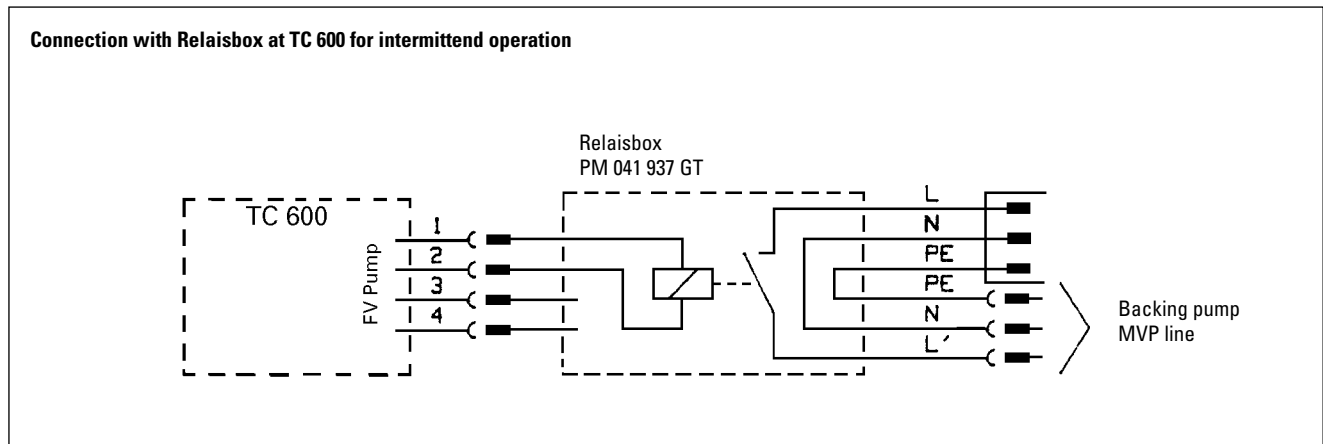 Connection with Relaisbox at TC 600 for intermittend operation
Relaisbox
PM 041 937 GT
TC 600
FV Pump
1
2
3
4
L
N
PE
PE
N
L´
Backing pump
MVP line